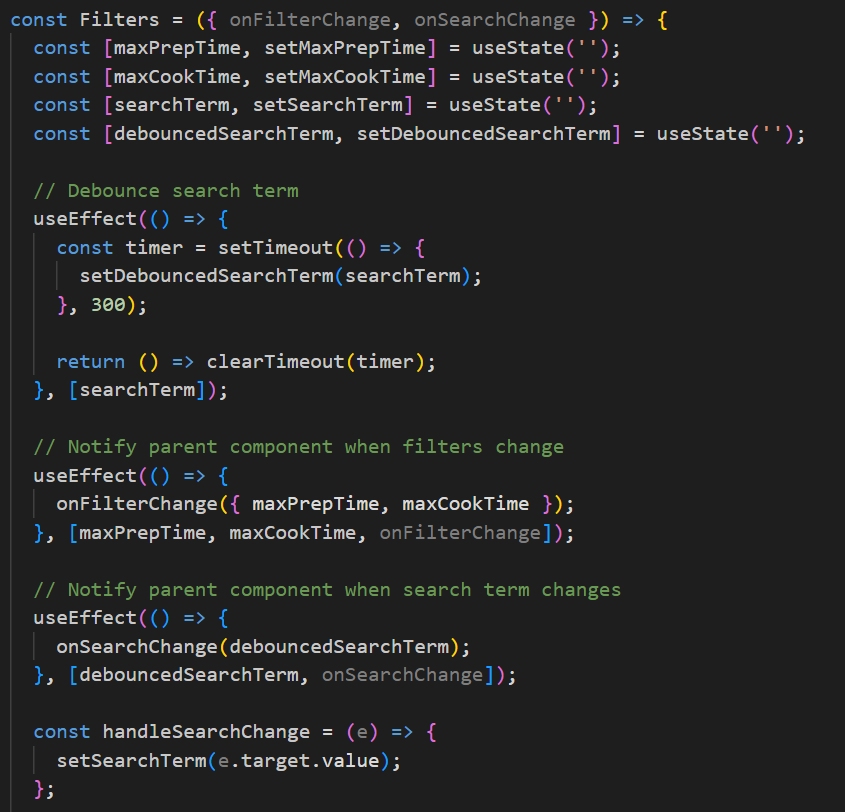 const Filters = ({ onFilterChange, onSearchChange }) => {
  const [maxPrepTime, setMaxPrepTime] = useState('');
  const [maxCookTime, setMaxCookTime] = useState('');
  const [searchTerm, setSearchTerm] = useState('');
  const [debouncedSearchTerm, setDebouncedSearchTerm] = useState('');

  // Debounce search term
  useEffect(() => {
    const timer = setTimeout(() => {
      setDebouncedSearchTerm(searchTerm);
    }, 300);

    return () => clearTimeout(timer);
  }, [searchTerm]);

  // Notify parent component when filters change
  useEffect(() => {
    onFilterChange({ maxPrepTime, maxCookTime });
  }, [maxPrepTime, maxCookTime, onFilterChange]);

  // Notify parent component when search term changes
  useEffect(() => {
    onSearchChange(debouncedSearchTerm);
  }, [debouncedSearchTerm, onSearchChange]);

  const handleSearchChange = (e) => {
    setSearchTerm(e.target.value);
  };